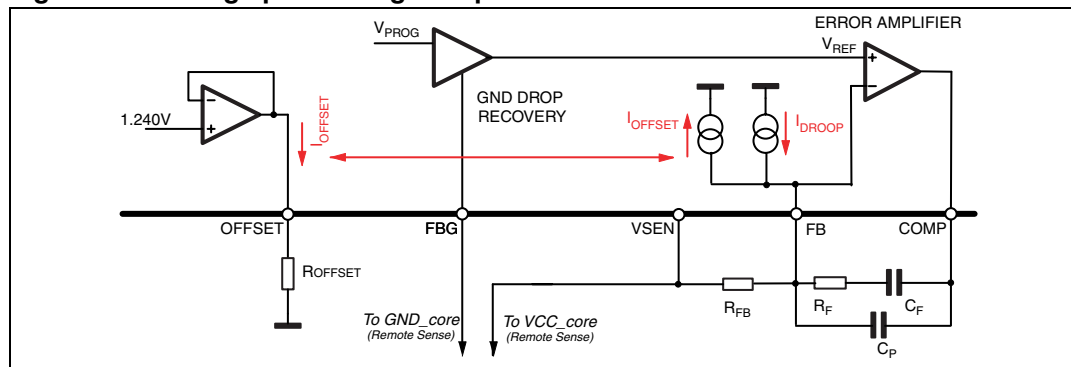 VPROG
ERROR AMPLIFIER
VREF
GND DROP
RECOVERY
1.240V
IOFFSET
IOFFSET
IDROOP
OFFSET
FBG
VSEN
FB
COMP
ROFFSET
RFB
RF
CF
CP
To GND_core
(Remote Sense)
To VCC_core
(Remote Sense)